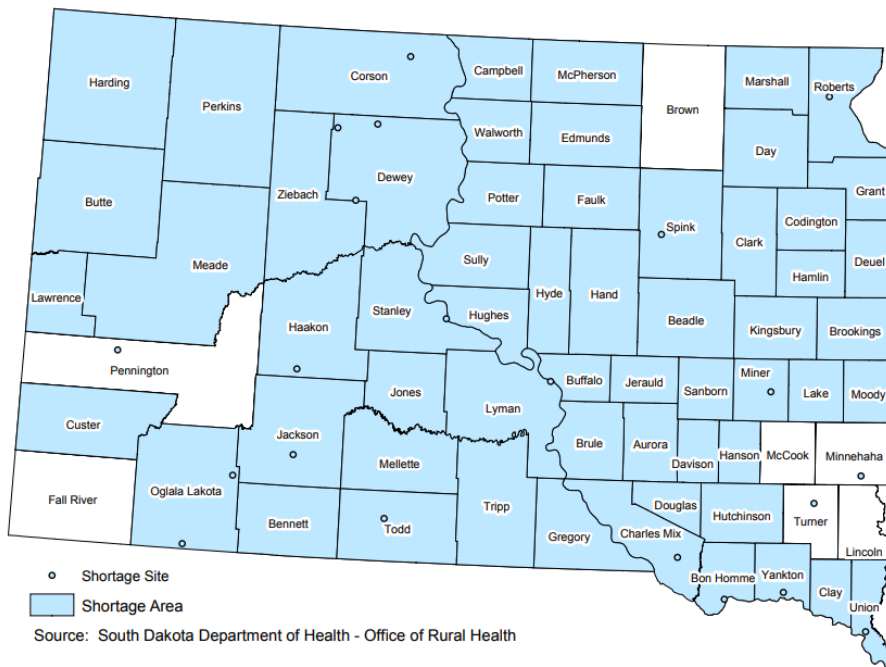 Harding
Perkins
Corson
Campbell
McPherson
Brown
Marshall
Roberts
Walworth
Edmunds
Day
Butte
Ziebach
Dewey
Potter
Faulk
Grant
Codington
Spink
Clark
Meade
Sully
Hyde
Hand
Hamlin
Deuel
Lawrence
Stanley
Hughes
Haakon
Beadle
Kingsbury
Brookings
Pennington
Jones
Lyman
Buffalo
Jerauld
Sanborn
Miner
Lake
Moody
Custer
Jackson
Brule
Aurora
Davison
Hanson
McCook
Minnehaha
Mellette
Fall River
Oglala Lakota
Bennett
Todd
Tripp
Gregory
Douglas
Charles Mix
Hutchinson
Turner
Lincoln
Bon Homme
Yankton
Clay
Union
Shortage Site
Shortage Area
Source: South Dakota Department of Health - Office of Rural Health